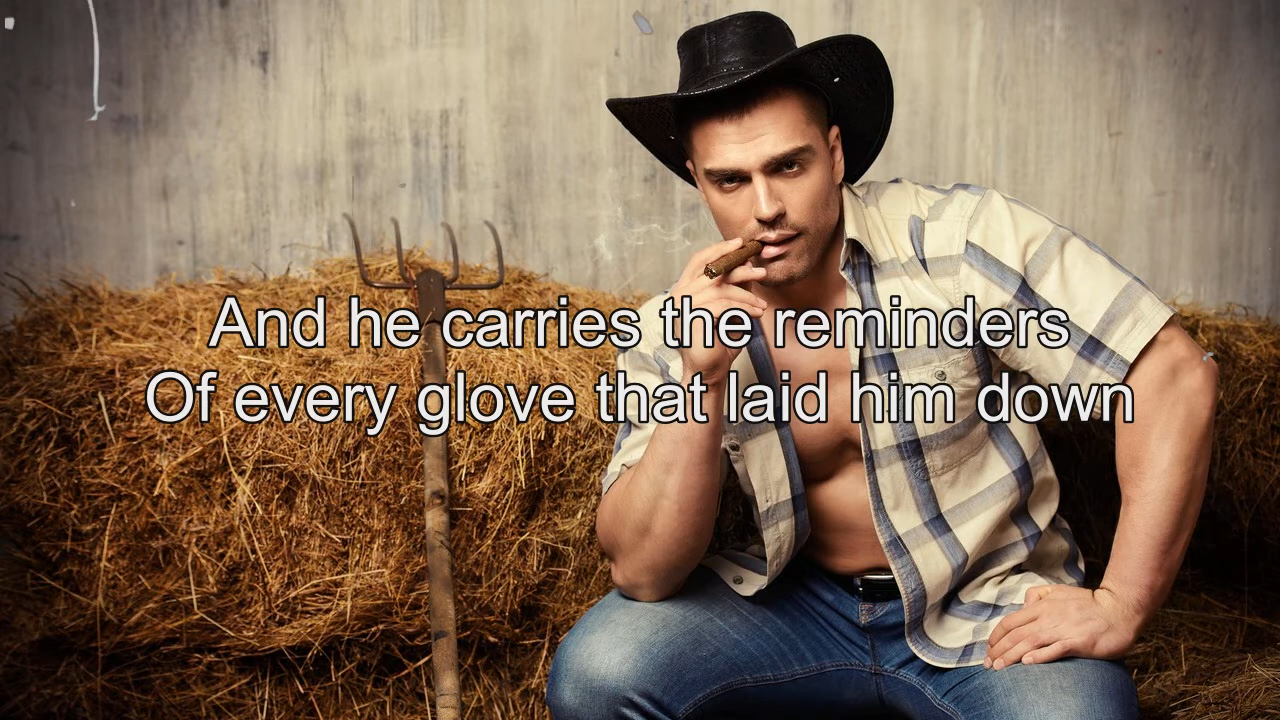 And he carries the reminders
Of every glove that laid him down